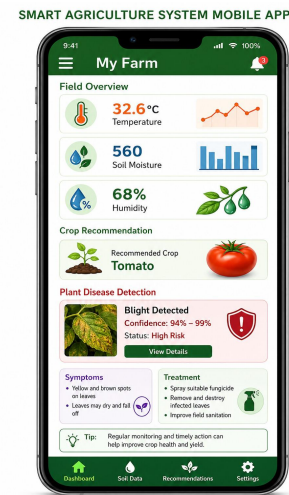 SMART AGRICULTURE SYSTEM MOBILE APP
9:41
100%
My Farm
3
Field Overview
32.6°C
Temperature
560
Soil Moisture
68%
Humidity
%
Crop Recommendation
Recommended Crop
Tomato
Plant Disease Detection
Blight Detected
Confidence: 94% – 99%
Status: High Risk
View Details
Symptoms
• Yellow and brown spots
on leaves
• Leaves may dry and fall
off
Treatment
• Spray suitable fungicide
• Remove and destroy
infected leaves
• Improve field sanitation
Tip:
Regular monitoring and timely action can
help improve crop health and yield.
Dashboard
Soil Data
Recommendations
Settings